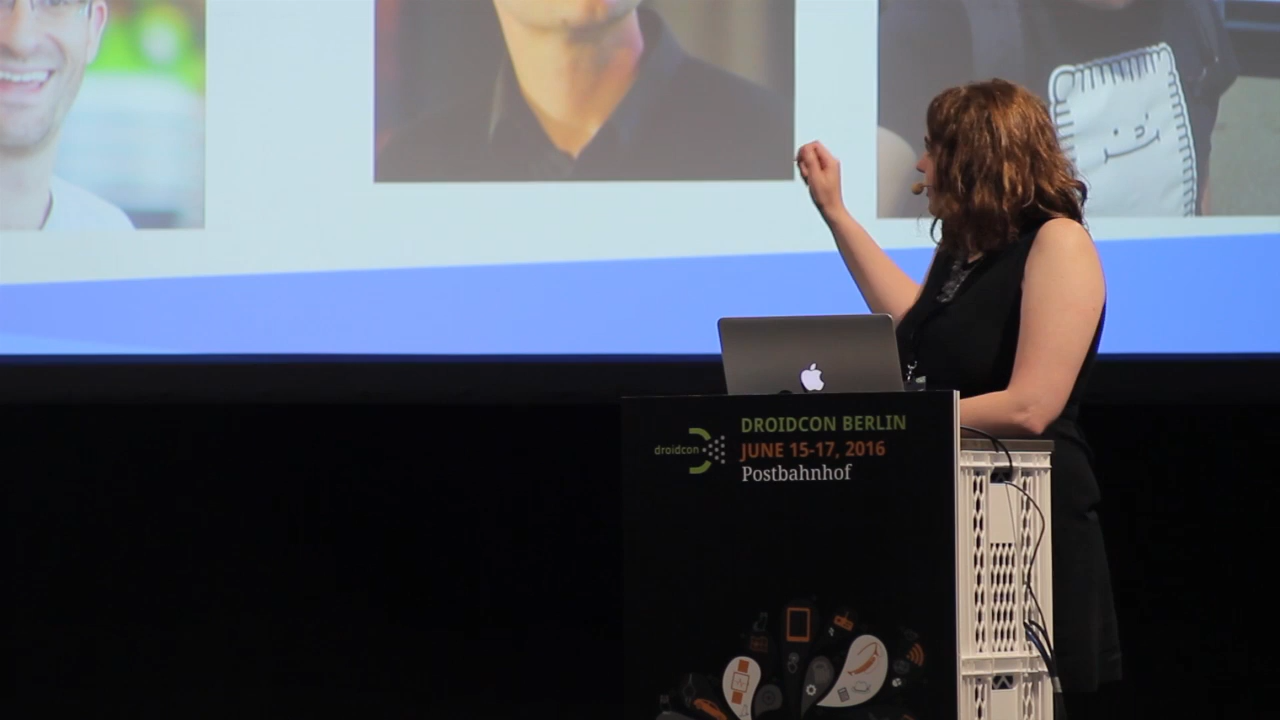 droidcon
DROIDCON BERLIN
JUNE 15-17, 2016
Postbahnhof